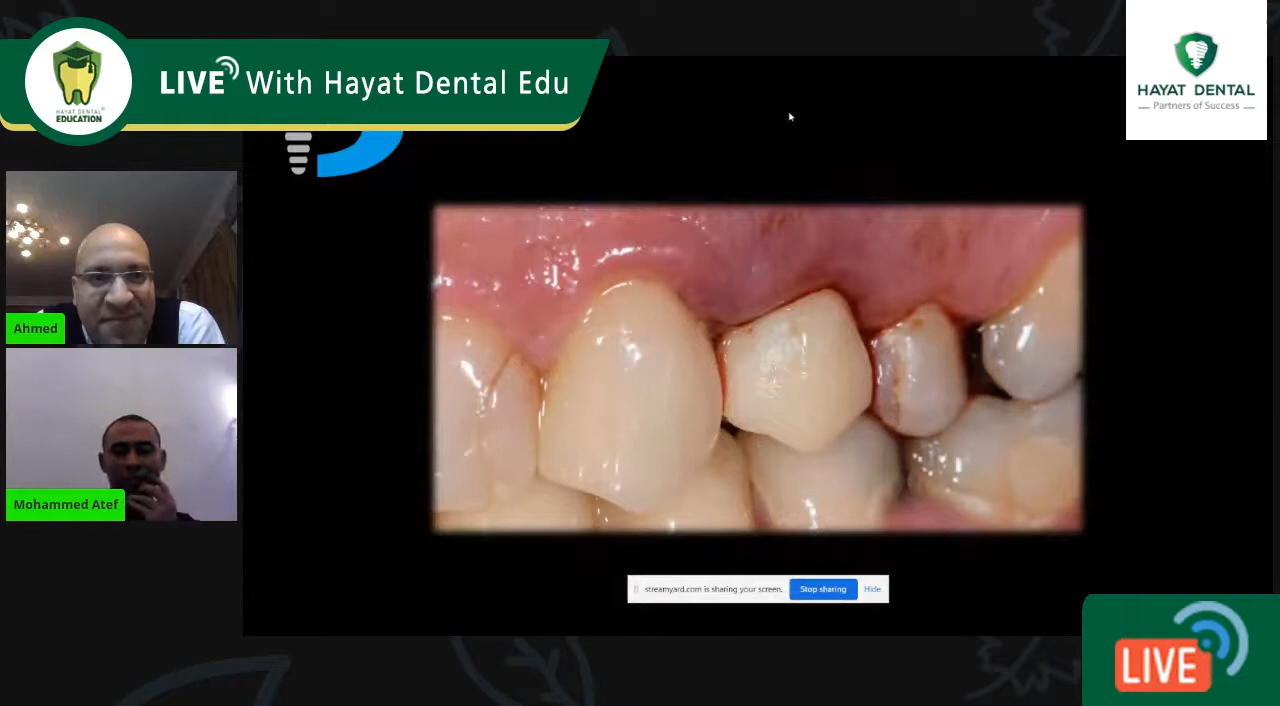 LIVE With Hayat Dental Edu
HAYAT DENTAL
EDUCATION
HAYAT DENTAL
Partners of Success
Ahmed
Mohammed Atef
streamyard.com is sharing your screen.
Stop sharing
Hide
LIVE